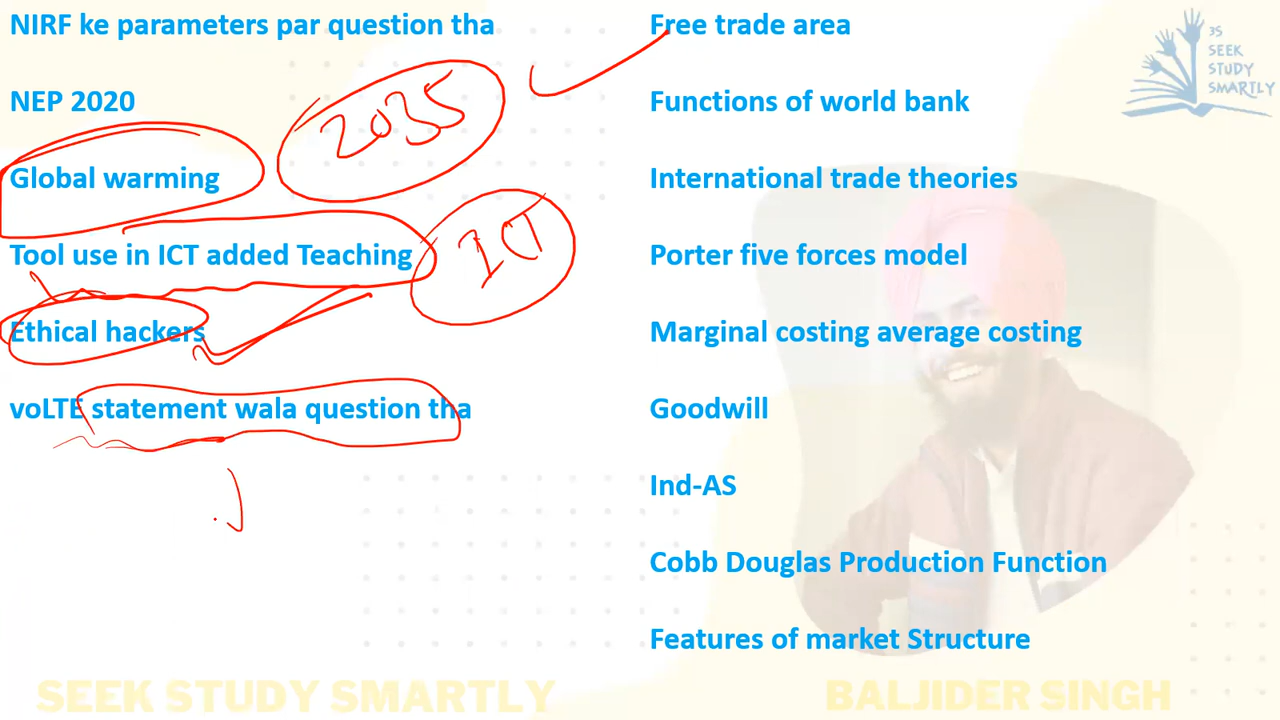 NIRF ke parameters par question tha
NEP 2020
2035
Global warming
Tool use in ICT added Teaching
ICT
Ethical hackers
voLTE statement wala question tha
Free trade area
Functions of world bank
International trade theories
Porter five forces model
Marginal costing average costing
Goodwill
Ind-AS
Cobb Douglas Production Function
Features of market Structure
3S
SEEK
STUDY
SMARTLY
SEEK STUDY SMARTLY
BALJIDER SINGH